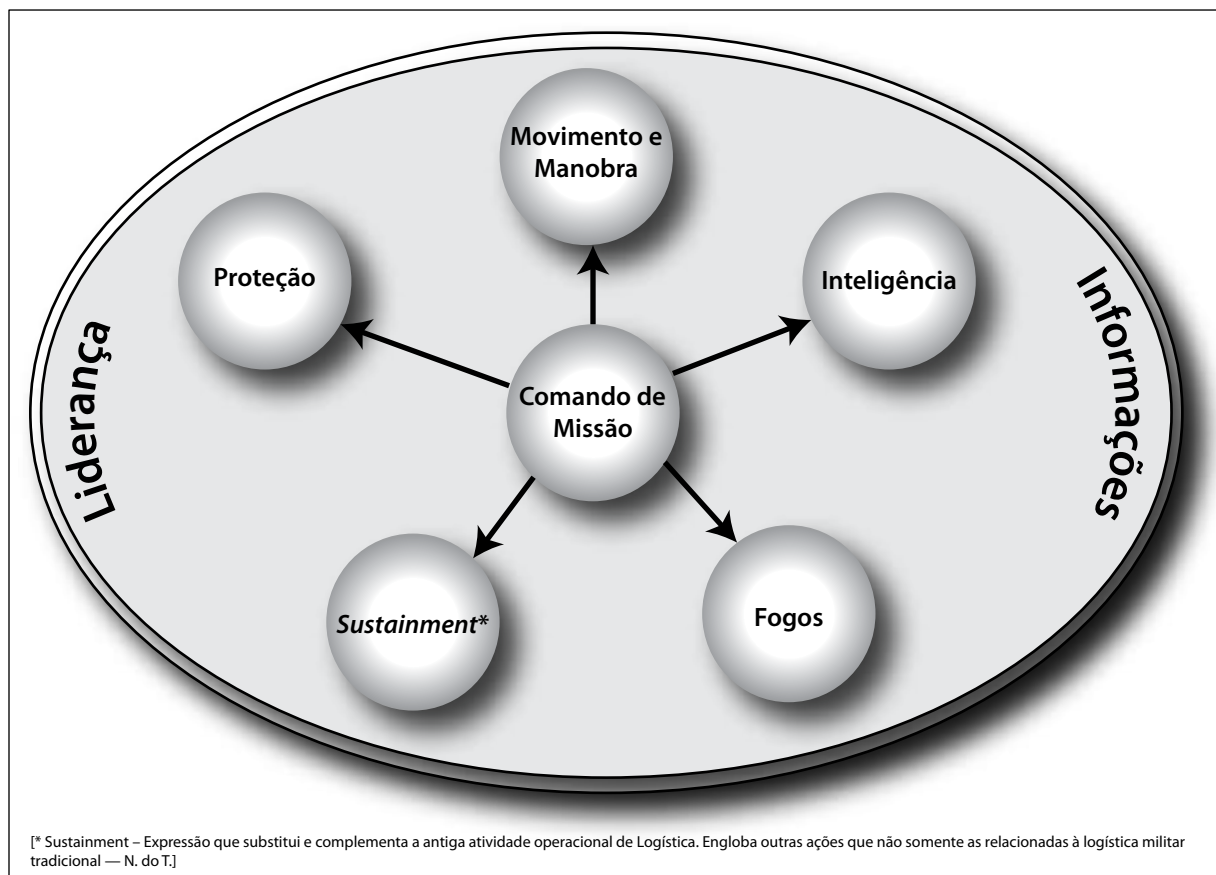 Movimento e
Manobra
Proteção
Inteligência
Liderança
Informações
Comando de
Missão
Sustainment*
Fogos
[* Sustainment – Expressão que substitui e complementa a antiga atividade operacional de Logística. Engloba outras ações que não somente as relacionadas à logística militar
tradicional — N. do T.]